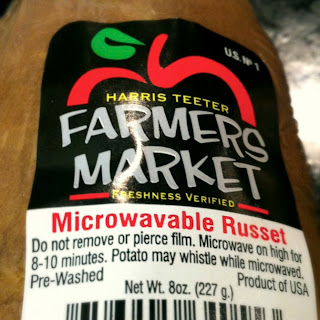 U.S. Nº 1
HARRIS TEETER
FARMERS
MARKET
FRESHNESS VERIFIED
Microwavable Russet
Do not remove or pierce film. Microwave on high for
8-10 minutes. Potato may whistle while microwaved.
Pre-Washed Product of USA
Net Wt. 8oz. (227 g.)